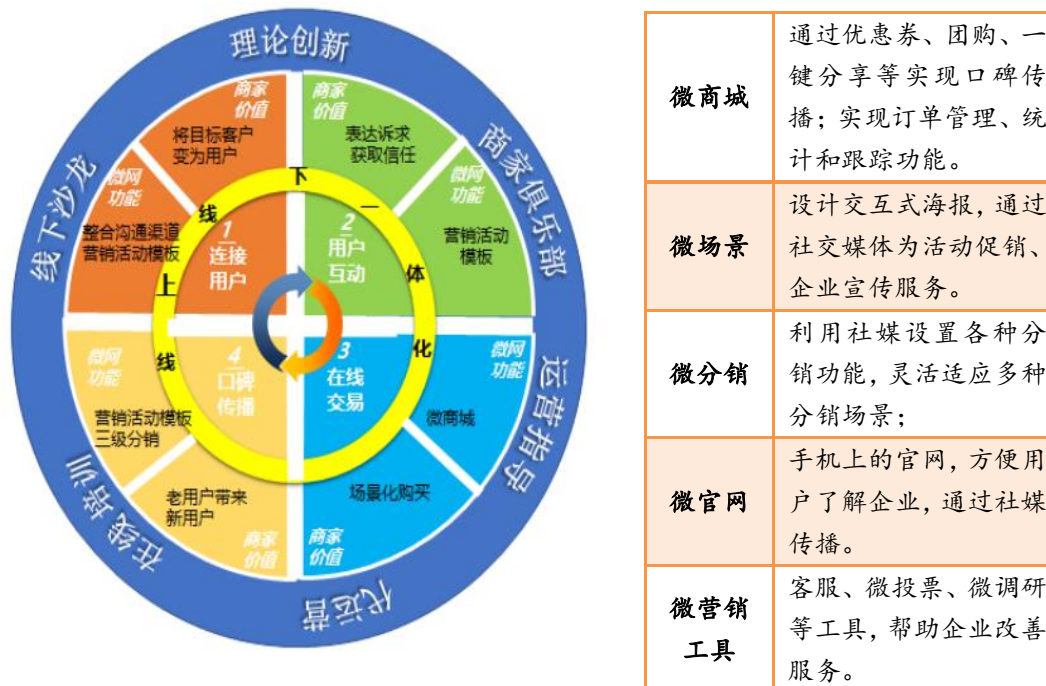 理论创新
商家俱乐部
运营指导
代运营
在线培训
线下沙龙
商家
价值
将目标客户
变为用户
微网
功能
整合沟通渠道
营销活动模板
1
连接
用户
商家
价值
表达诉求
获取信任
微网
功能
营销活动
模板
2
用户
互动
微网
功能
微商城
3
在线
交易
场景化购买
商家
价值
微网
功能
营销活动模板
三级分销
4
口碑
传播
老用户带来
新用户
商家
价值
线上线下一体化
微商城
通过优惠券、团购、一
键分享等实现口碑传
播；实现订单管理、统
计和跟踪功能。
微场景
设计交互式海报，通过
社交媒体为活动促销、
企业宣传服务。
微分销
利用社媒设置各种分
销功能，灵活适应多种
分销场景；
微官网
手机上的官网，方便用
户了解企业，通过社媒
传播。
微营销
工具
客服、微投票、微调研
等工具，帮助企业改善
服务。